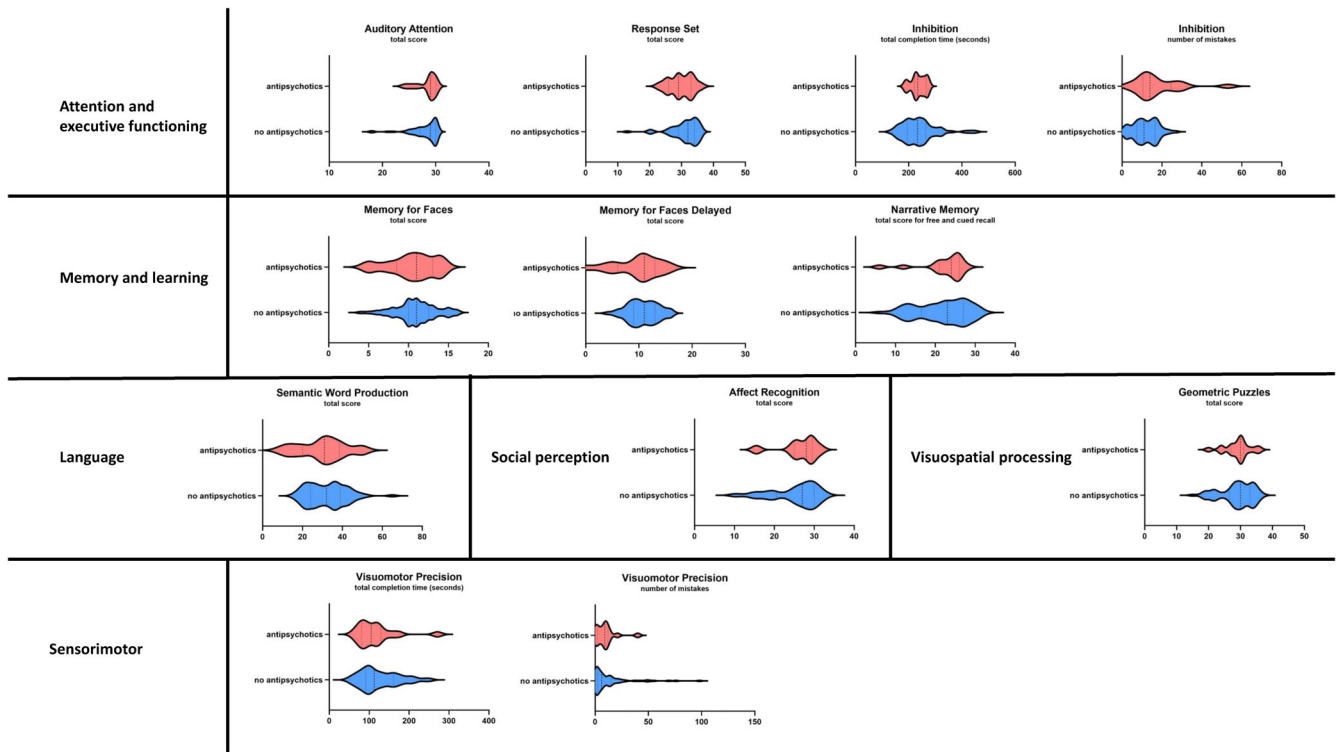 Attention and
executive functioning
Auditory Attention
total score
antipsychotics
no antipsychotics
10 20 30 40
Response Set
total score
antipsychotics
no antipsychotics
0 10 20 30 40 50
Inhibition
total completion time (seconds)
antipsychotics
no antipsychotics
0 200 400 600
Inhibition
number of mistakes
antipsychotics
no antipsychotics
0 20 40 60 80
Memory and learning
Memory for Faces
total score
antipsychotics
no antipsychotics
0 5 10 15 20
Memory for Faces Delayed
total score
antipsychotics
antipsychotics
0 10 20 30
Narrative Memory
total score for free and cued recall
antipsychotics
no antipsychotics
0 10 20 30 40
Language
Semantic Word Production
total score
antipsychotics
no antipsychotics
0 20 40 60 80
Social perception
Affect Recognition
total score
antipsychotics
no antipsychotics
0 10 20 30 40
Visuospatial processing
Geometric Puzzles
total score
antipsychotics
no antipsychotics
0 10 20 30 40 50
Sensorimotor
Visuomotor Precision
total completion time (seconds)
antipsychotics
no antipsychotics
0 100 200 300 400
Visuomotor Precision
number of mistakes
antipsychotics
no antipsychotics
0 50 100 150